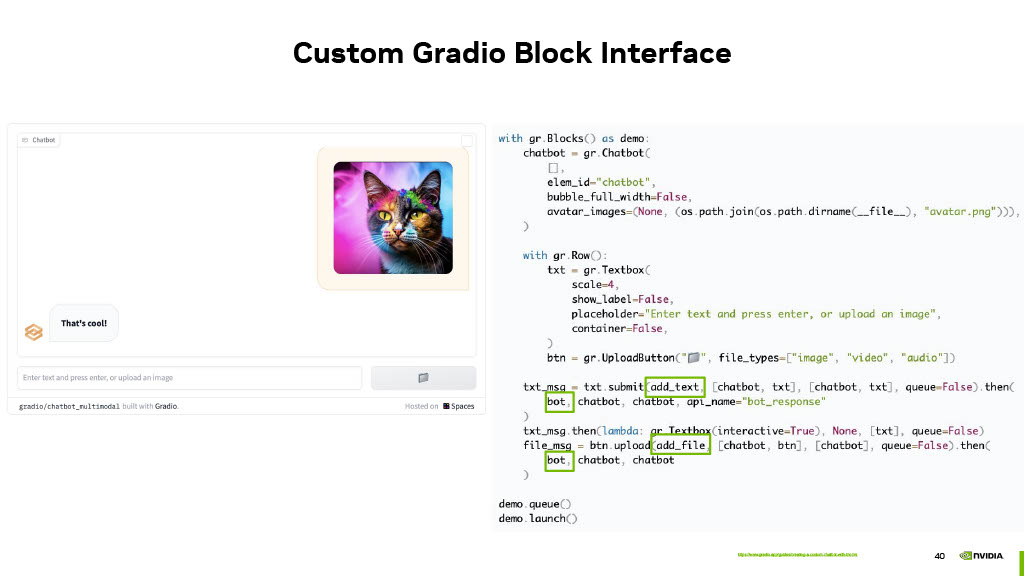 Custom Gradio Block Interface
Chatbot
That's cool!
Enter text and press enter, or upload an image
gradio/chatbot_multimodal built with Gradio.
Hosted on Spaces
with gr.Blocks() as demo:
chatbot = gr.Chatbot(
[],
elem_id="chatbot",
bubble_full_width=False,
avatar_images=(None, (os.path.join(os.path.dirname(__file__), "avatar.png"))),
)
with gr.Row():
txt = gr.Textbox(
scale=4,
show_label=False,
placeholder="Enter text and press enter, or upload an image",
container=False,
)
btn = gr.UploadButton("📁", file_types=["image", "video", "audio"])
txt_msg = txt.submit(add_text, [chatbot, txt], [chatbot, txt], queue=False).then(
bot, chatbot, chatbot, api_name="bot_response"
)
txt_msg.then(lambda: gr.Textbox(interactive=True), None, [txt], queue=False)
file_msg = btn.upload(add_file, [chatbot, btn], [chatbot], queue=False).then(
bot, chatbot, chatbot
)
demo.queue()
demo.launch()
40
NVIDIA